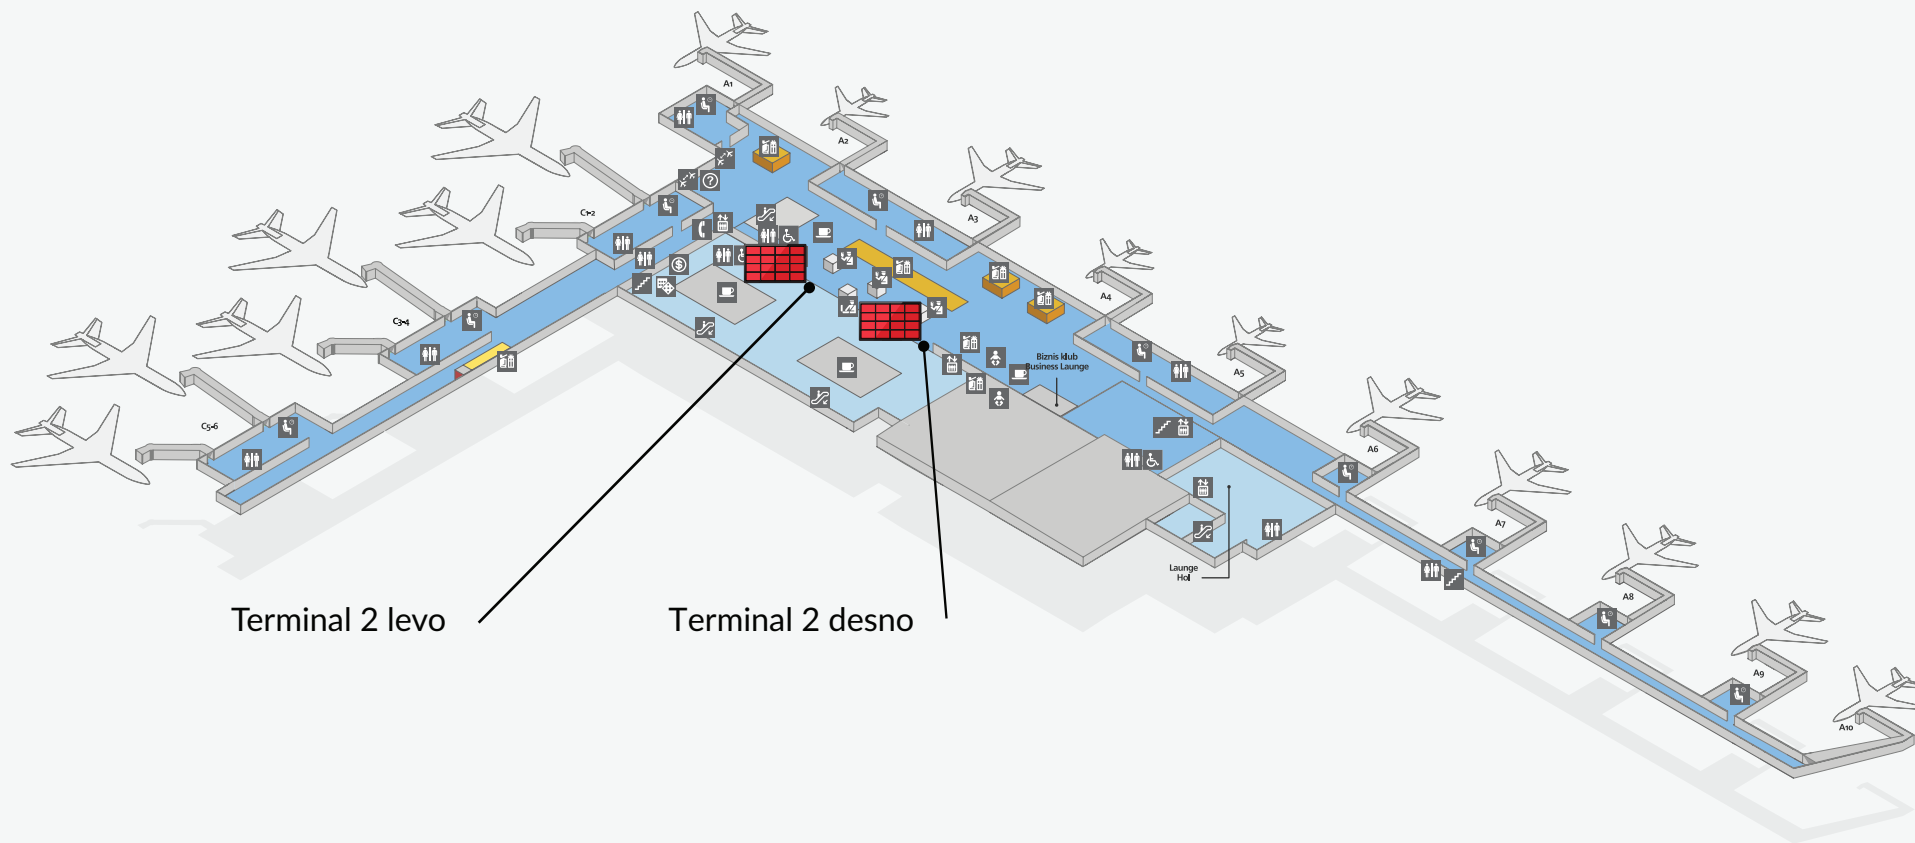 A1
A2
C1-2
A3
A4
C3-4
Biznis klub
Business Launge
A5
C5-6
A6
A7
Launge
Hol
A8
Terminal 2 levo
Terminal 2 desno
A9
A10